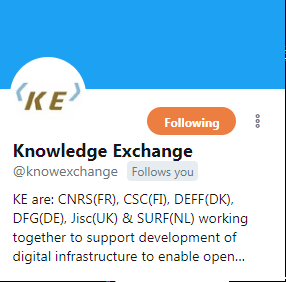 KE
Following
Knowledge Exchange
@knowexchange Follows you
KE are: CNRS(FR), CSC(FI), DEFF(DK),
DFG(DE), Jisc(UK) & SURF(NL) working
together to support development of
digital infrastructure to enable open...